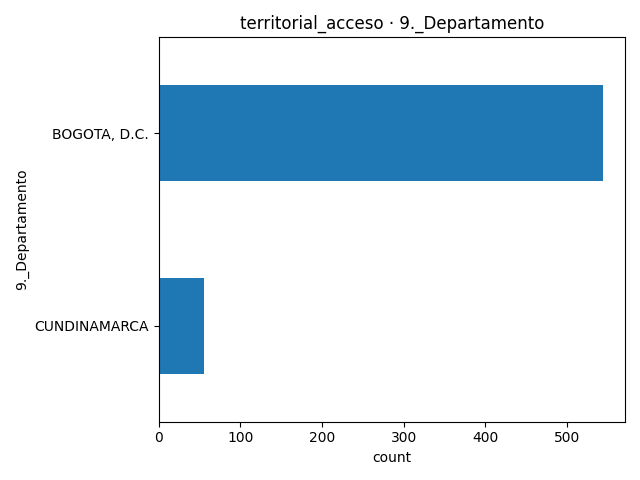 territorial_acceso · 9._Departamento
9._Departamento
BOGOTA, D.C.
CUNDINAMARCA
0 100 200 300 400 500
count